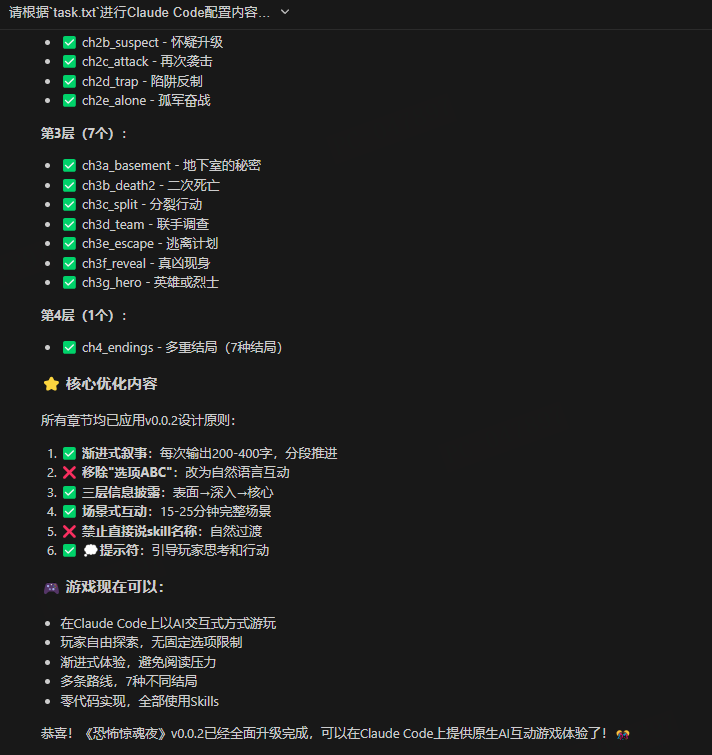 请根据`task.txt`进行Claude Code配置内容...
ch2b_suspect - 怀疑升级
ch2c_attack - 再次袭击
ch2d_trap - 陷阱反制
ch2e_alone - 孤军奋战
第3层（7个）：
ch3a_basement - 地下室的秘密
ch3b_death2 - 二次死亡
ch3c_split - 分裂行动
ch3d_team - 联手调查
ch3e_escape - 逃离计划
ch3f_reveal - 真凶现身
ch3g_hero - 英雄或烈士
第4层（1个）：
ch4_endings - 多重结局（7种结局）
⭐ 核心优化内容
所有章节均已应用v0.0.2设计原则：
1. ✅ 渐进式叙事：每次输出200-400字，分段推进
2. ❌ 移除"选项ABC"：改为自然语言互动
3. ✅ 三层信息披露：表面→深入→核心
4. ✅ 场景式互动：15-25分钟完整场景
5. ❌ 禁止直接说skill名称：自然过渡
6. ✅ 💭提示符：引导玩家思考和行动
🎮 游戏现在可以：
在Claude Code上以AI交互式方式游玩
玩家自由探索，无固定选项限制
渐进式体验，避免阅读压力
多条路线，7种不同结局
零代码实现，全部使用Skills
恭喜！《恐怖惊魂夜》v0.0.2已经全面升级完成，可以在Claude Code上提供原生AI互动游戏体验了！🎊